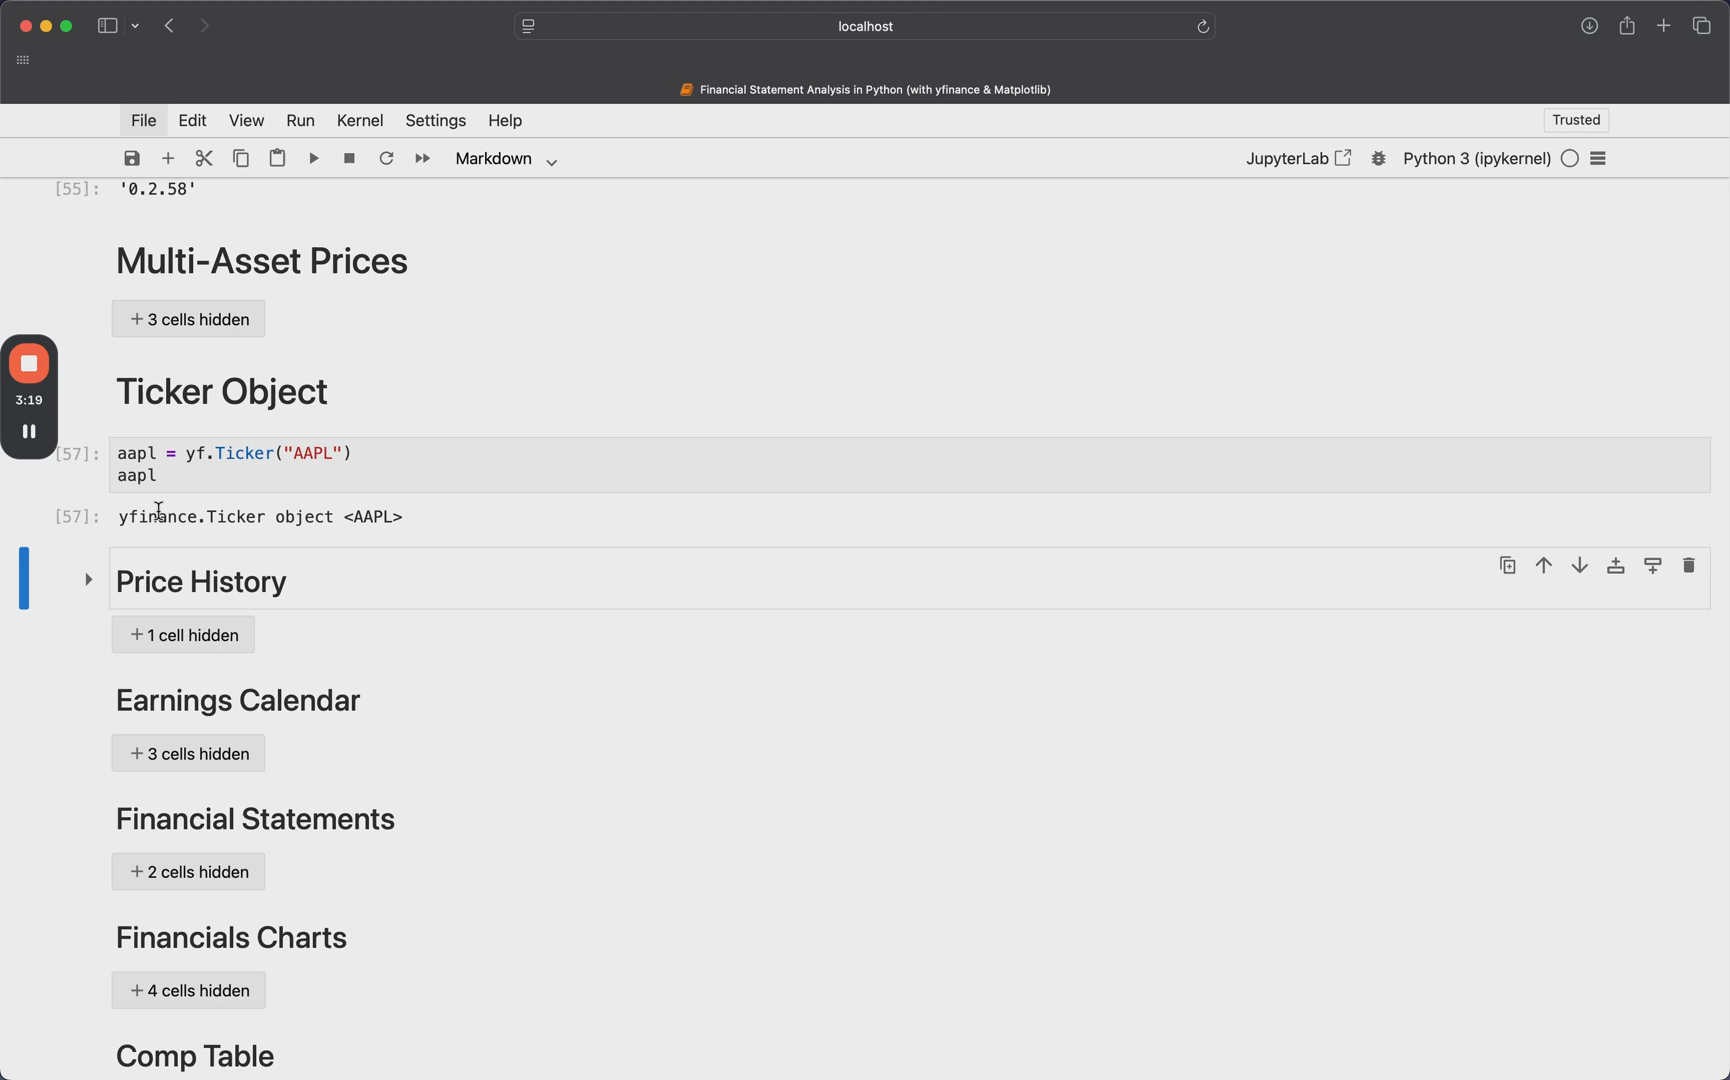 localhost
Financial Statement Analysis in Python (with yfinance & Matplotlib)
File Edit View Run Kernel Settings Help Trusted
Markdown JupyterLab Python 3 (ipykernel)
[55]: '0.2.58'
Multi-Asset Prices
+ 3 cells hidden
Ticker Object
3:19
[57]: aapl = yf.Ticker("AAPL")
aapl
[57]: yfinance.Ticker object <AAPL>
Price History
+ 1 cell hidden
Earnings Calendar
+ 3 cells hidden
Financial Statements
+ 2 cells hidden
Financials Charts
+ 4 cells hidden
Comp Table